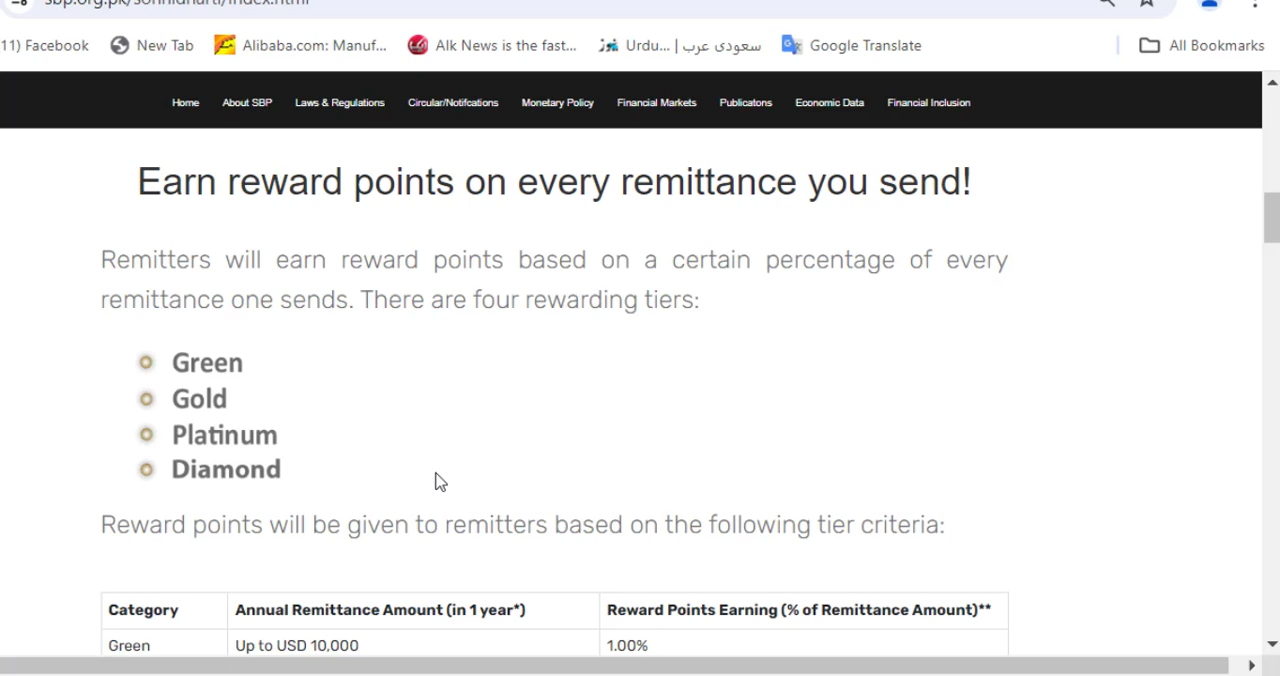 11) Facebook New Tab Alibaba.com: Manuf... Alk News is the fast... Urdu... | سعودی عرب Google Translate All Bookmarks
Home About SBP Laws & Regulations Circular/Notifcations Monetary Policy Financial Markets Publicatons Economic Data Financial Inclusion
Earn reward points on every remittance you send!
Remitters will earn reward points based on a certain percentage of every
remittance one sends. There are four rewarding tiers:
Green
Gold
Platinum
Diamond
Reward points will be given to remitters based on the following tier criteria:
Category Annual Remittance Amount (in 1 year*) Reward Points Earning (% of Remittance Amount)**
Green Up to USD 10,000 1.00%